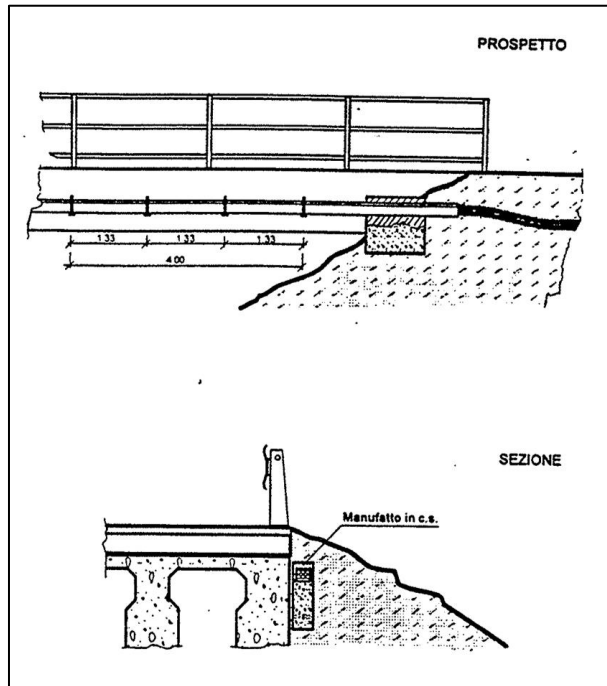 PROSPETTO
1.33 1.33 1.33
4.00
SEZIONE
Manufatto in c.s.